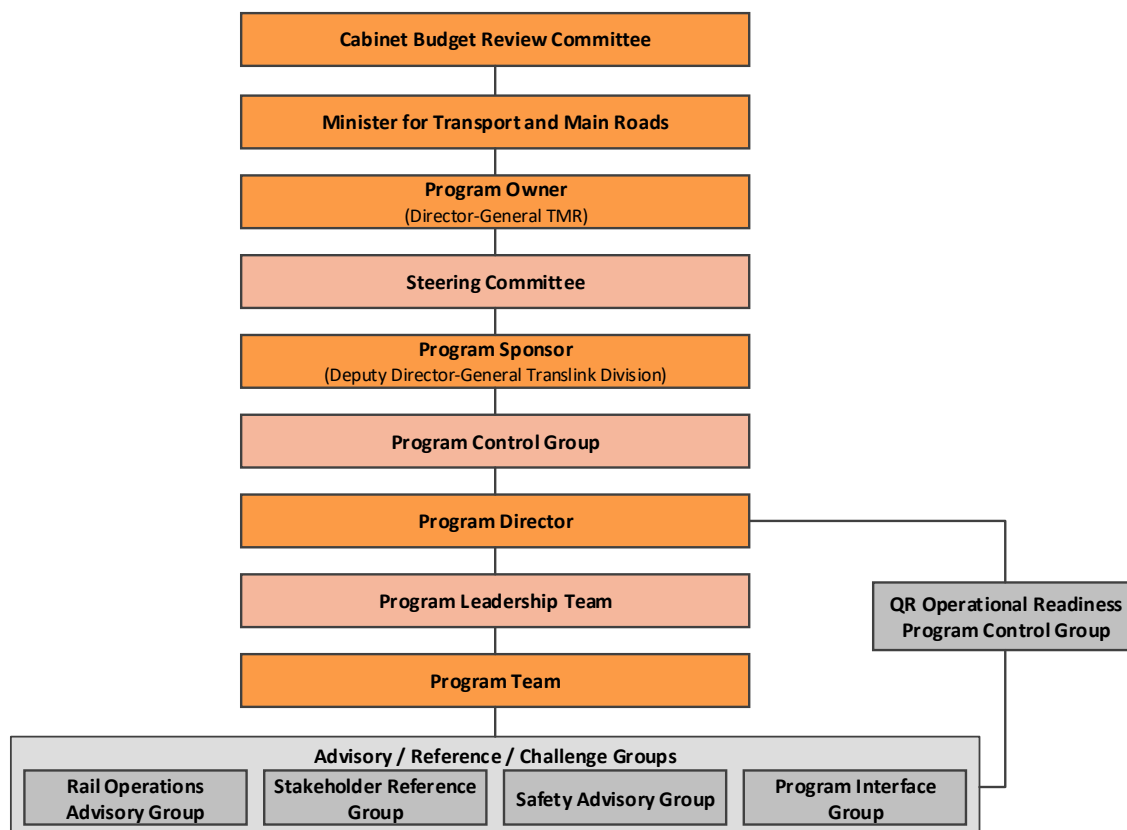 Cabinet Budget Review Committee
Minister for Transport and Main Roads
Program Owner
(Director-General TMR)
Steering Committee
Program Sponsor
(Deputy Director-General Translink Division)
Program Control Group
Program Director
Program Leadership Team
QR Operational Readiness
Program Control Group
Program Team
Advisory / Reference / Challenge Groups
Rail Operations
Advisory Group
Stakeholder Reference
Group
Safety Advisory Group
Program Interface
Group